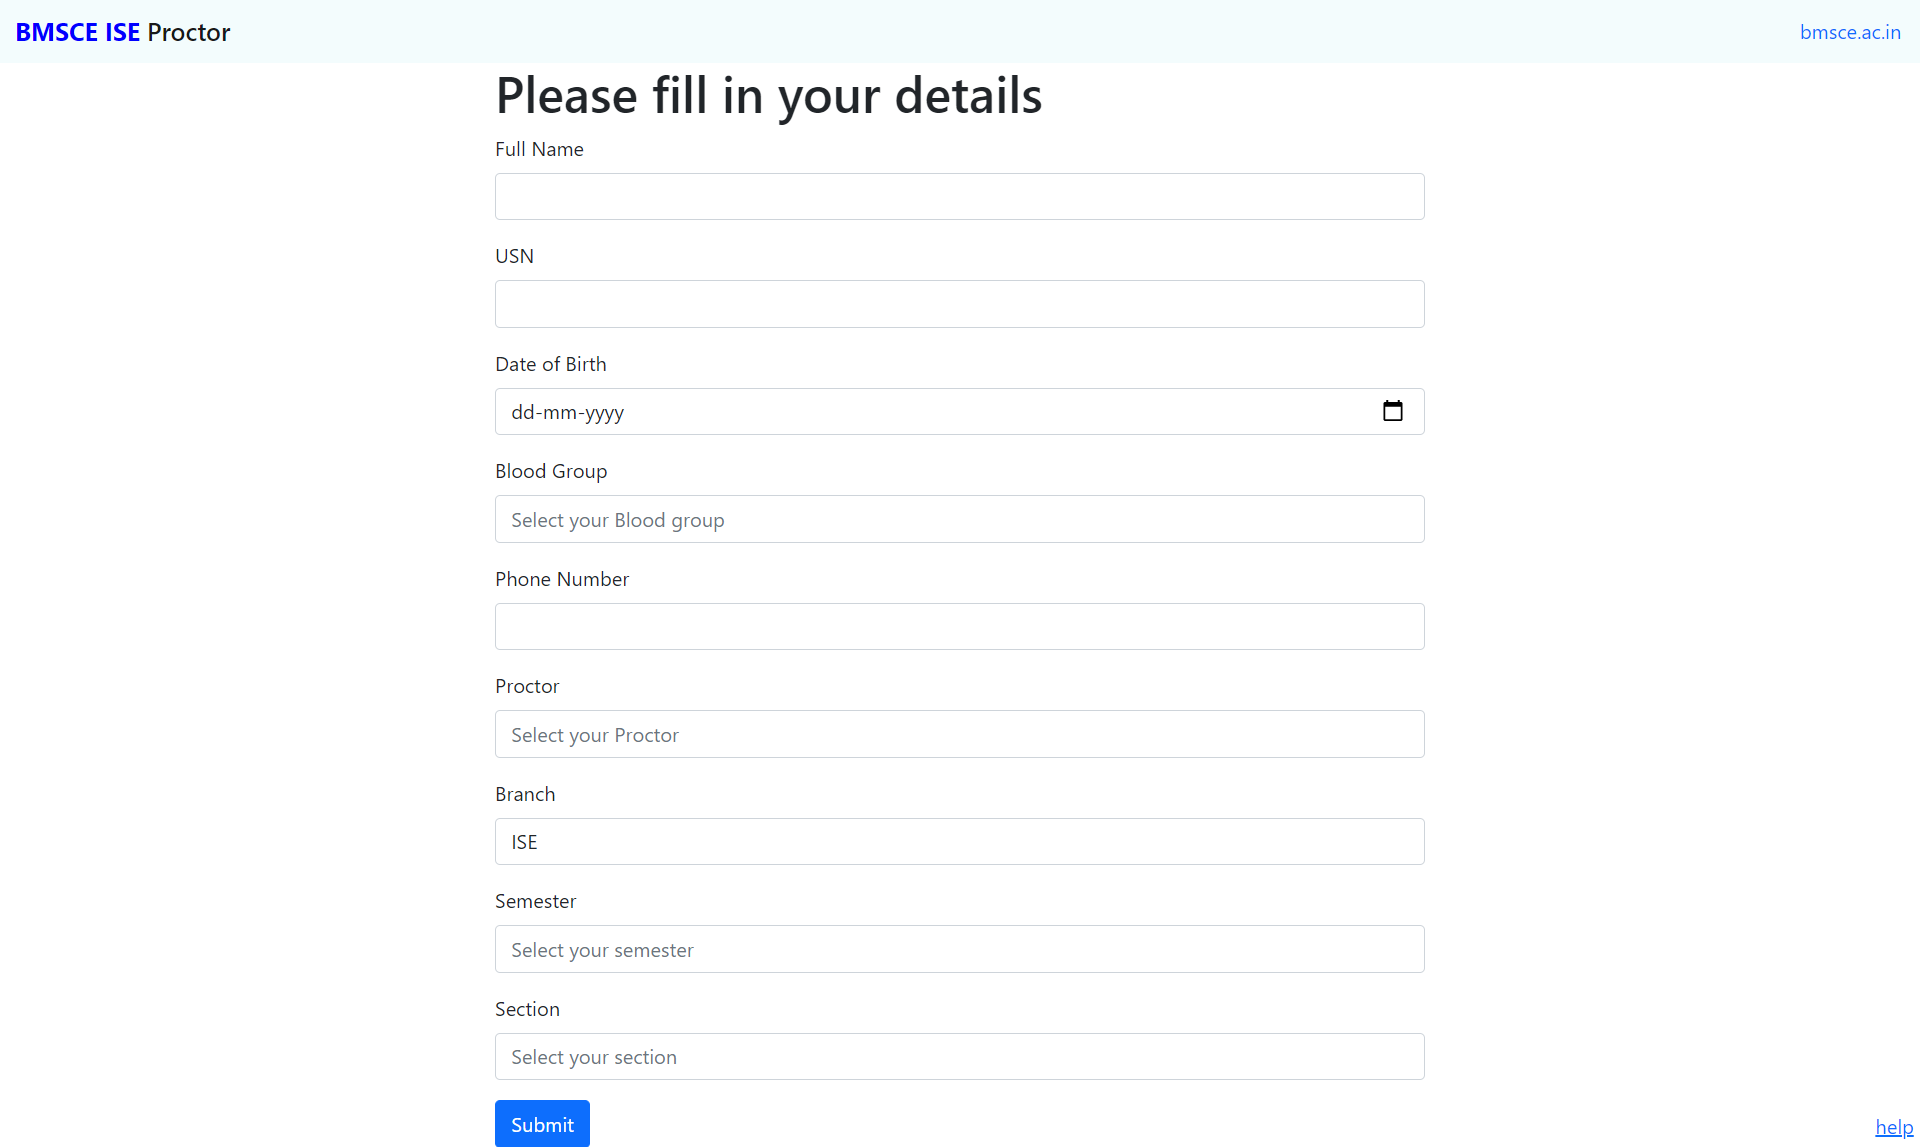 BMSCE ISE Proctor
bmsce.ac.in
Please fill in your details
Full Name
USN
Date of Birth
dd-mm-yyyy
Blood Group
Select your Blood group
Phone Number
Proctor
Select your Proctor
Branch
ISE
Semester
Select your semester
Section
Select your section
Submit
help